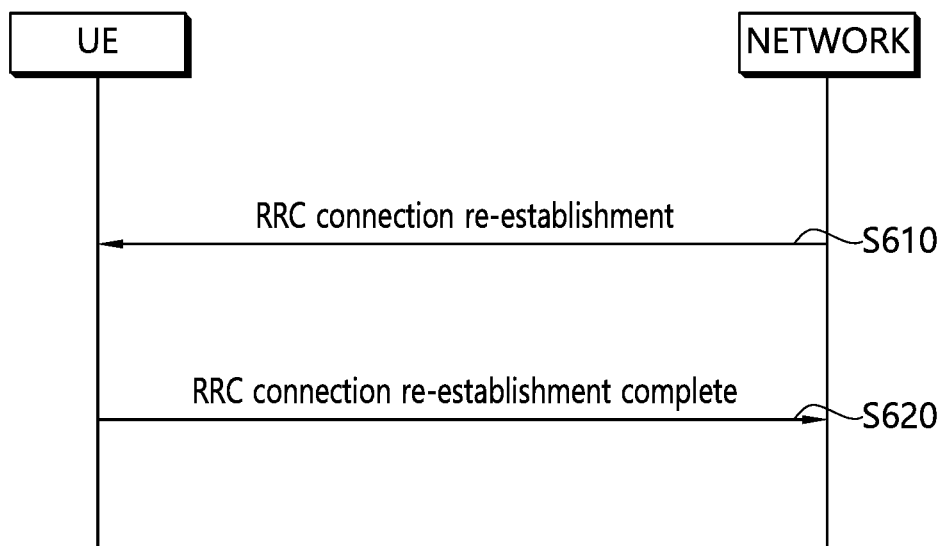 UE
NETWORK
RRC connection re-establishment
S610
RRC connection re-establishment complete
S620